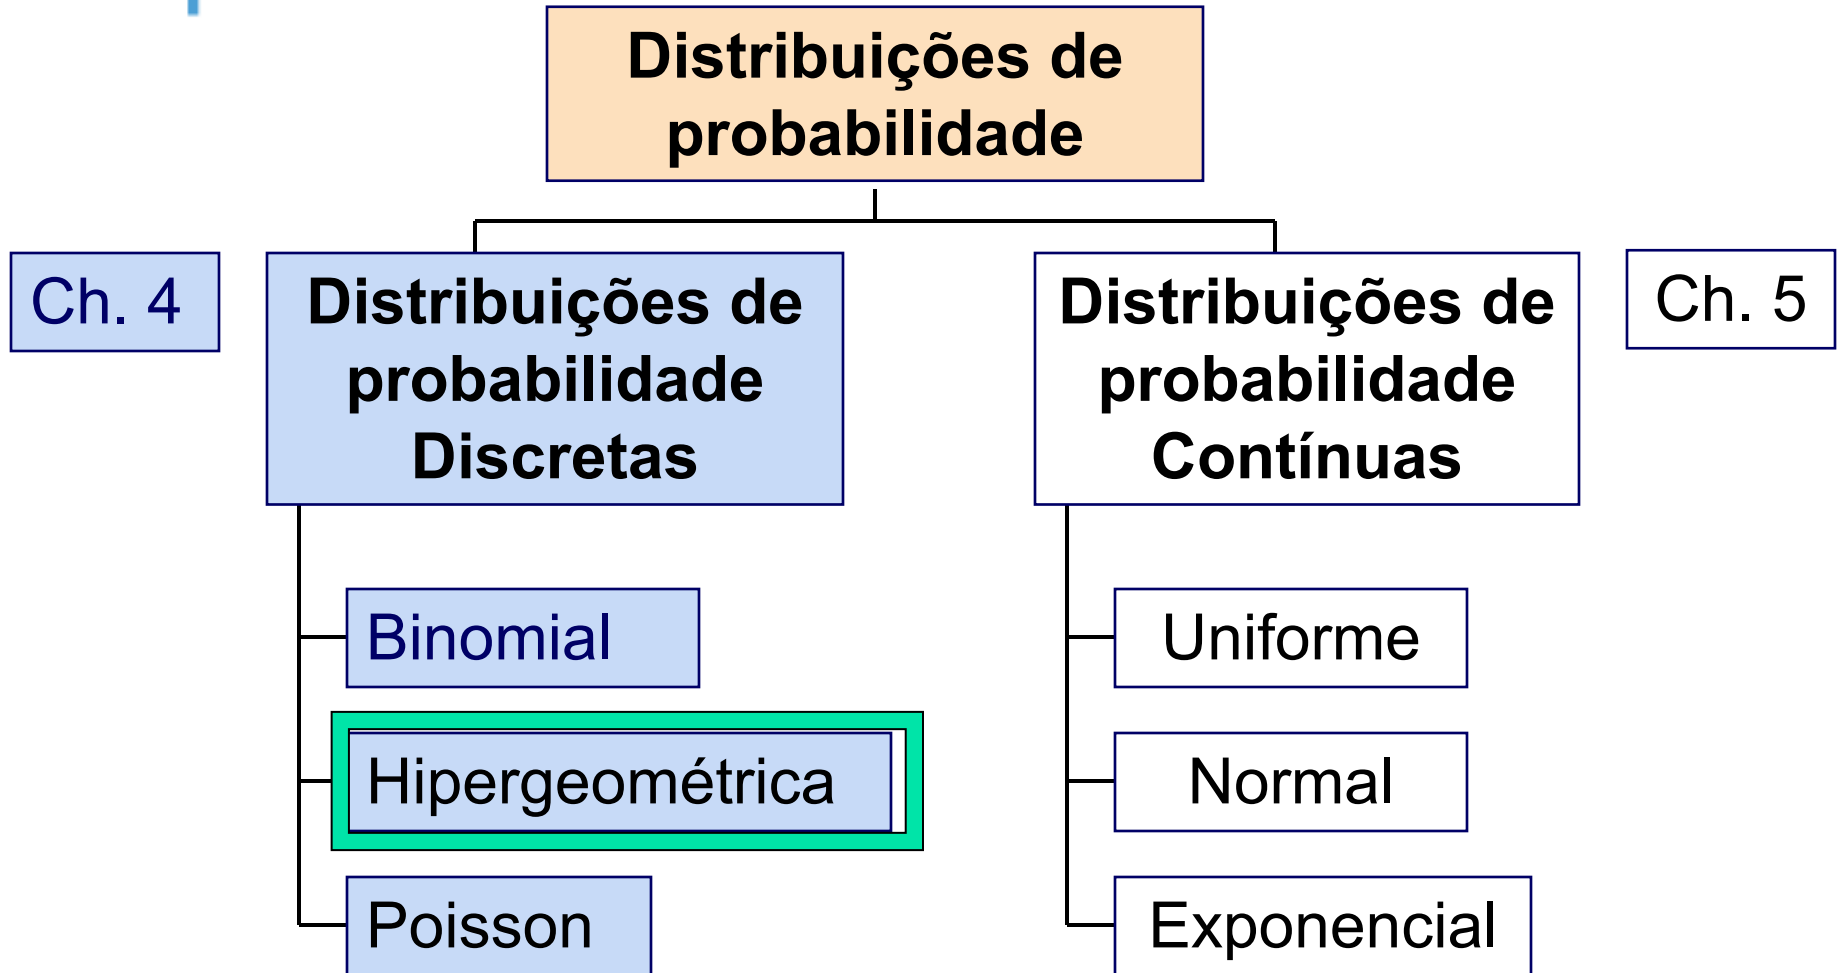 Distribuições de
probabilidade
Ch. 4
Distribuições de
probabilidade
Discretas
Distribuições de
probabilidade
Contínuas
Ch. 5
Binomial
Hipergeométrica
Poisson
Uniforme
Normal
Exponencial